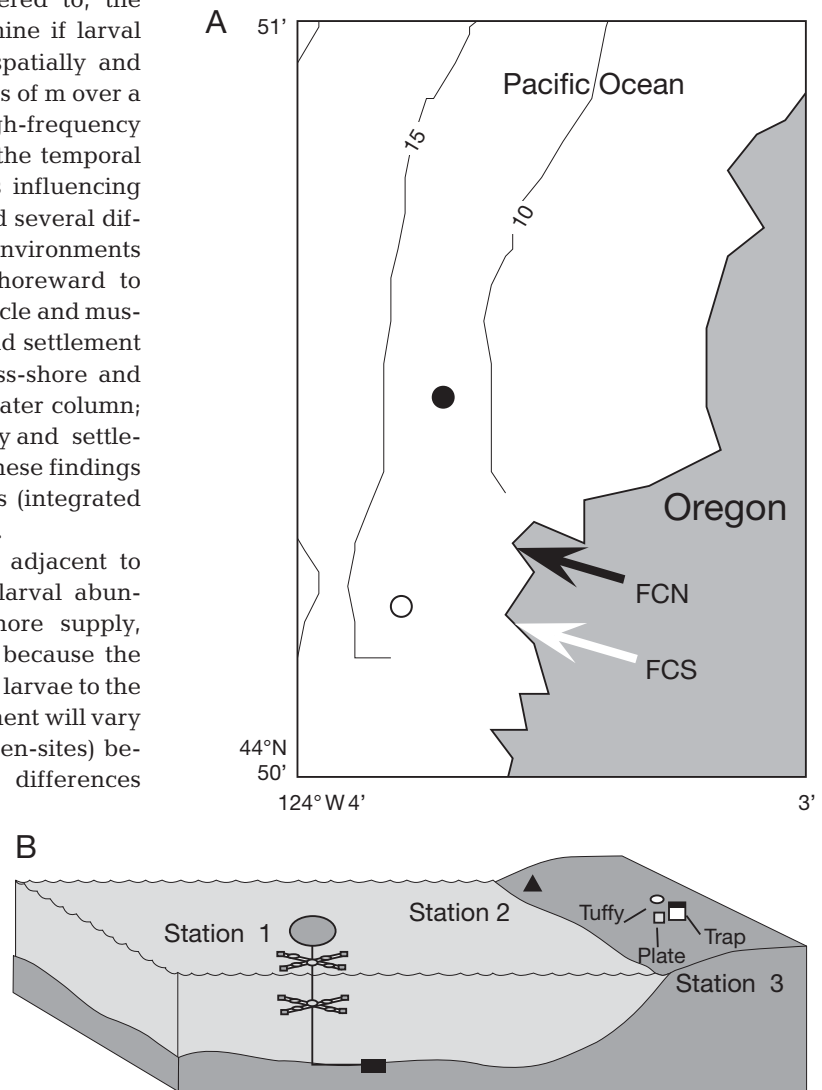 ered to, the
nine if larval
spatially and
s of m over a
gh-frequency
the temporal
s influencing
d several dif-
nvironments
horeward to
cle and mus-
nd settlement
ss-shore and
ater column;
y and settle-
hese findings
s (integrated
.
adjacent to
larval abun-
nore supply,
because the
larvae to the
nent will vary
en-sites) be-
differences
A
51’
Pacific Ocean
15
10
Oregon
FCN
FCS
44°N
50’
124° W 4’
3’
B
Station 1
Station 2
Tuffy
Plate
Trap
Station 3